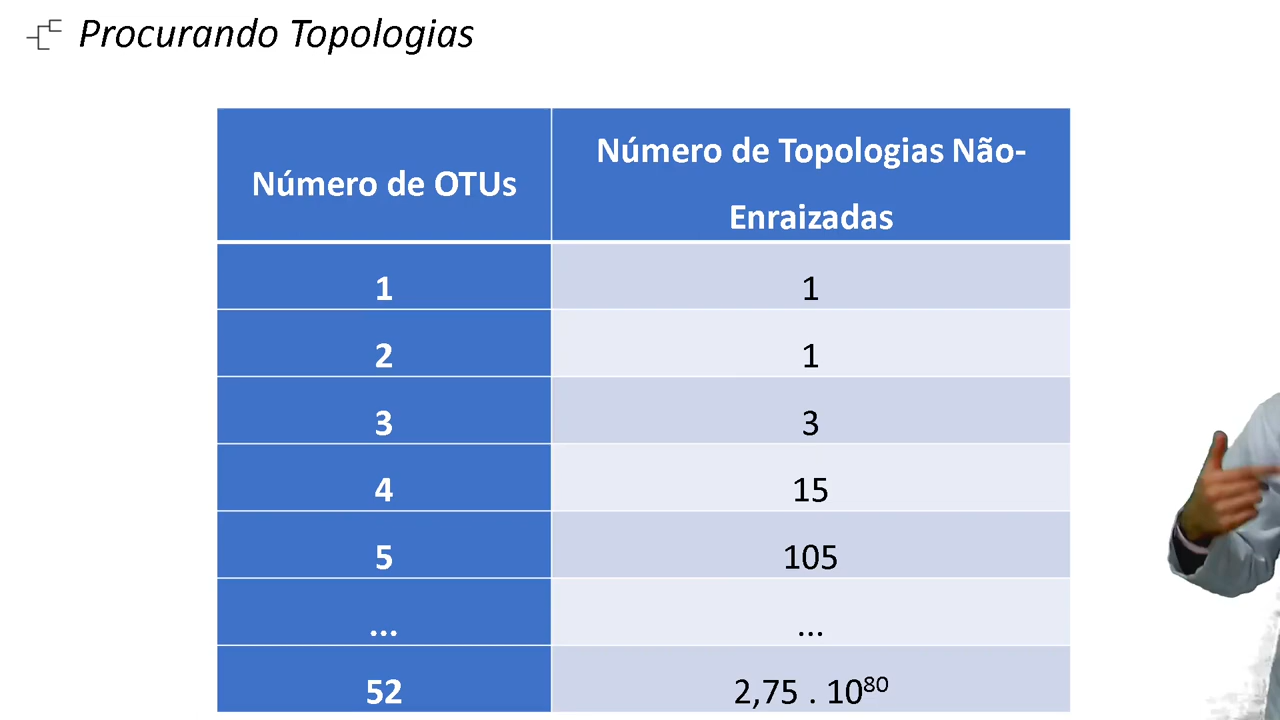 Procurando Topologias
Número de OTUs
Número de Topologias Não-
Enraizadas
1 1
2 1
3 3
4 15
5 105
... ...
52 2,75 . 10⁸⁰